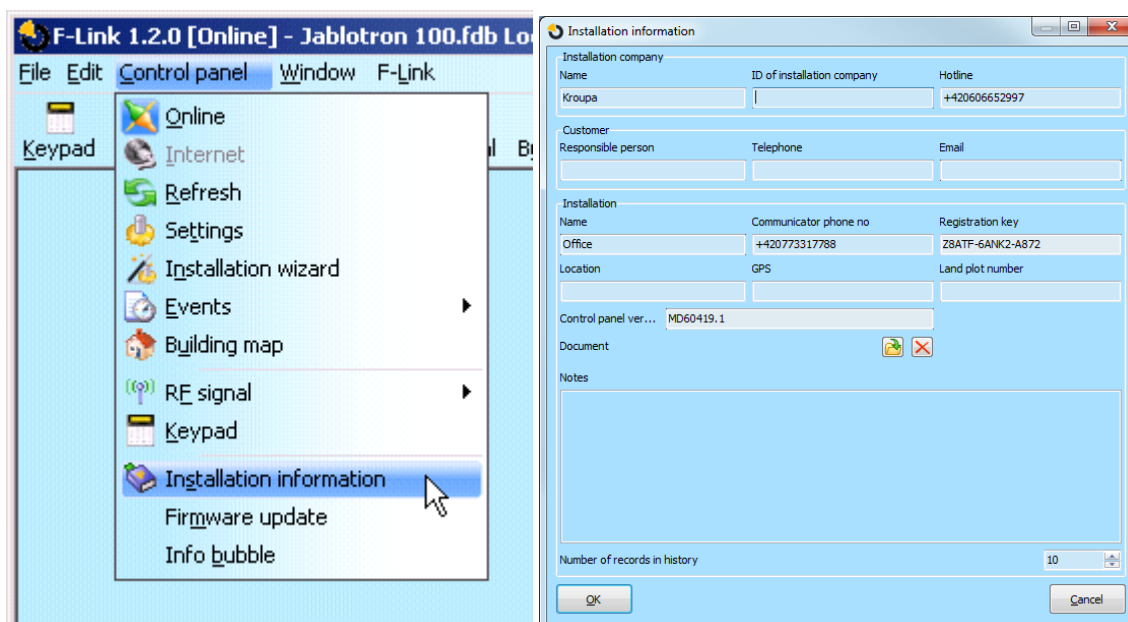 F-Link 1.2.0 [Online] - Jablotron 100.fdb
File Edit Control panel Window F-Link
Keypad
Online
Internet
Refresh
Settings
Installation wizard
Events
Building map
RF signal
Keypad
Installation information
Firmware update
Info bubble
Installation information
Installation company
Name ID of installation company Hotline
Kroupa +420606652997
Customer
Responsible person Telephone Email
Installation
Name Communicator phone no Registration key
Office +420773317788 Z8ATF-6ANK2-A872
Location GPS Land plot number
Control panel ver... MD60419.1
Document
Notes
Number of records in history 10
OK Cancel